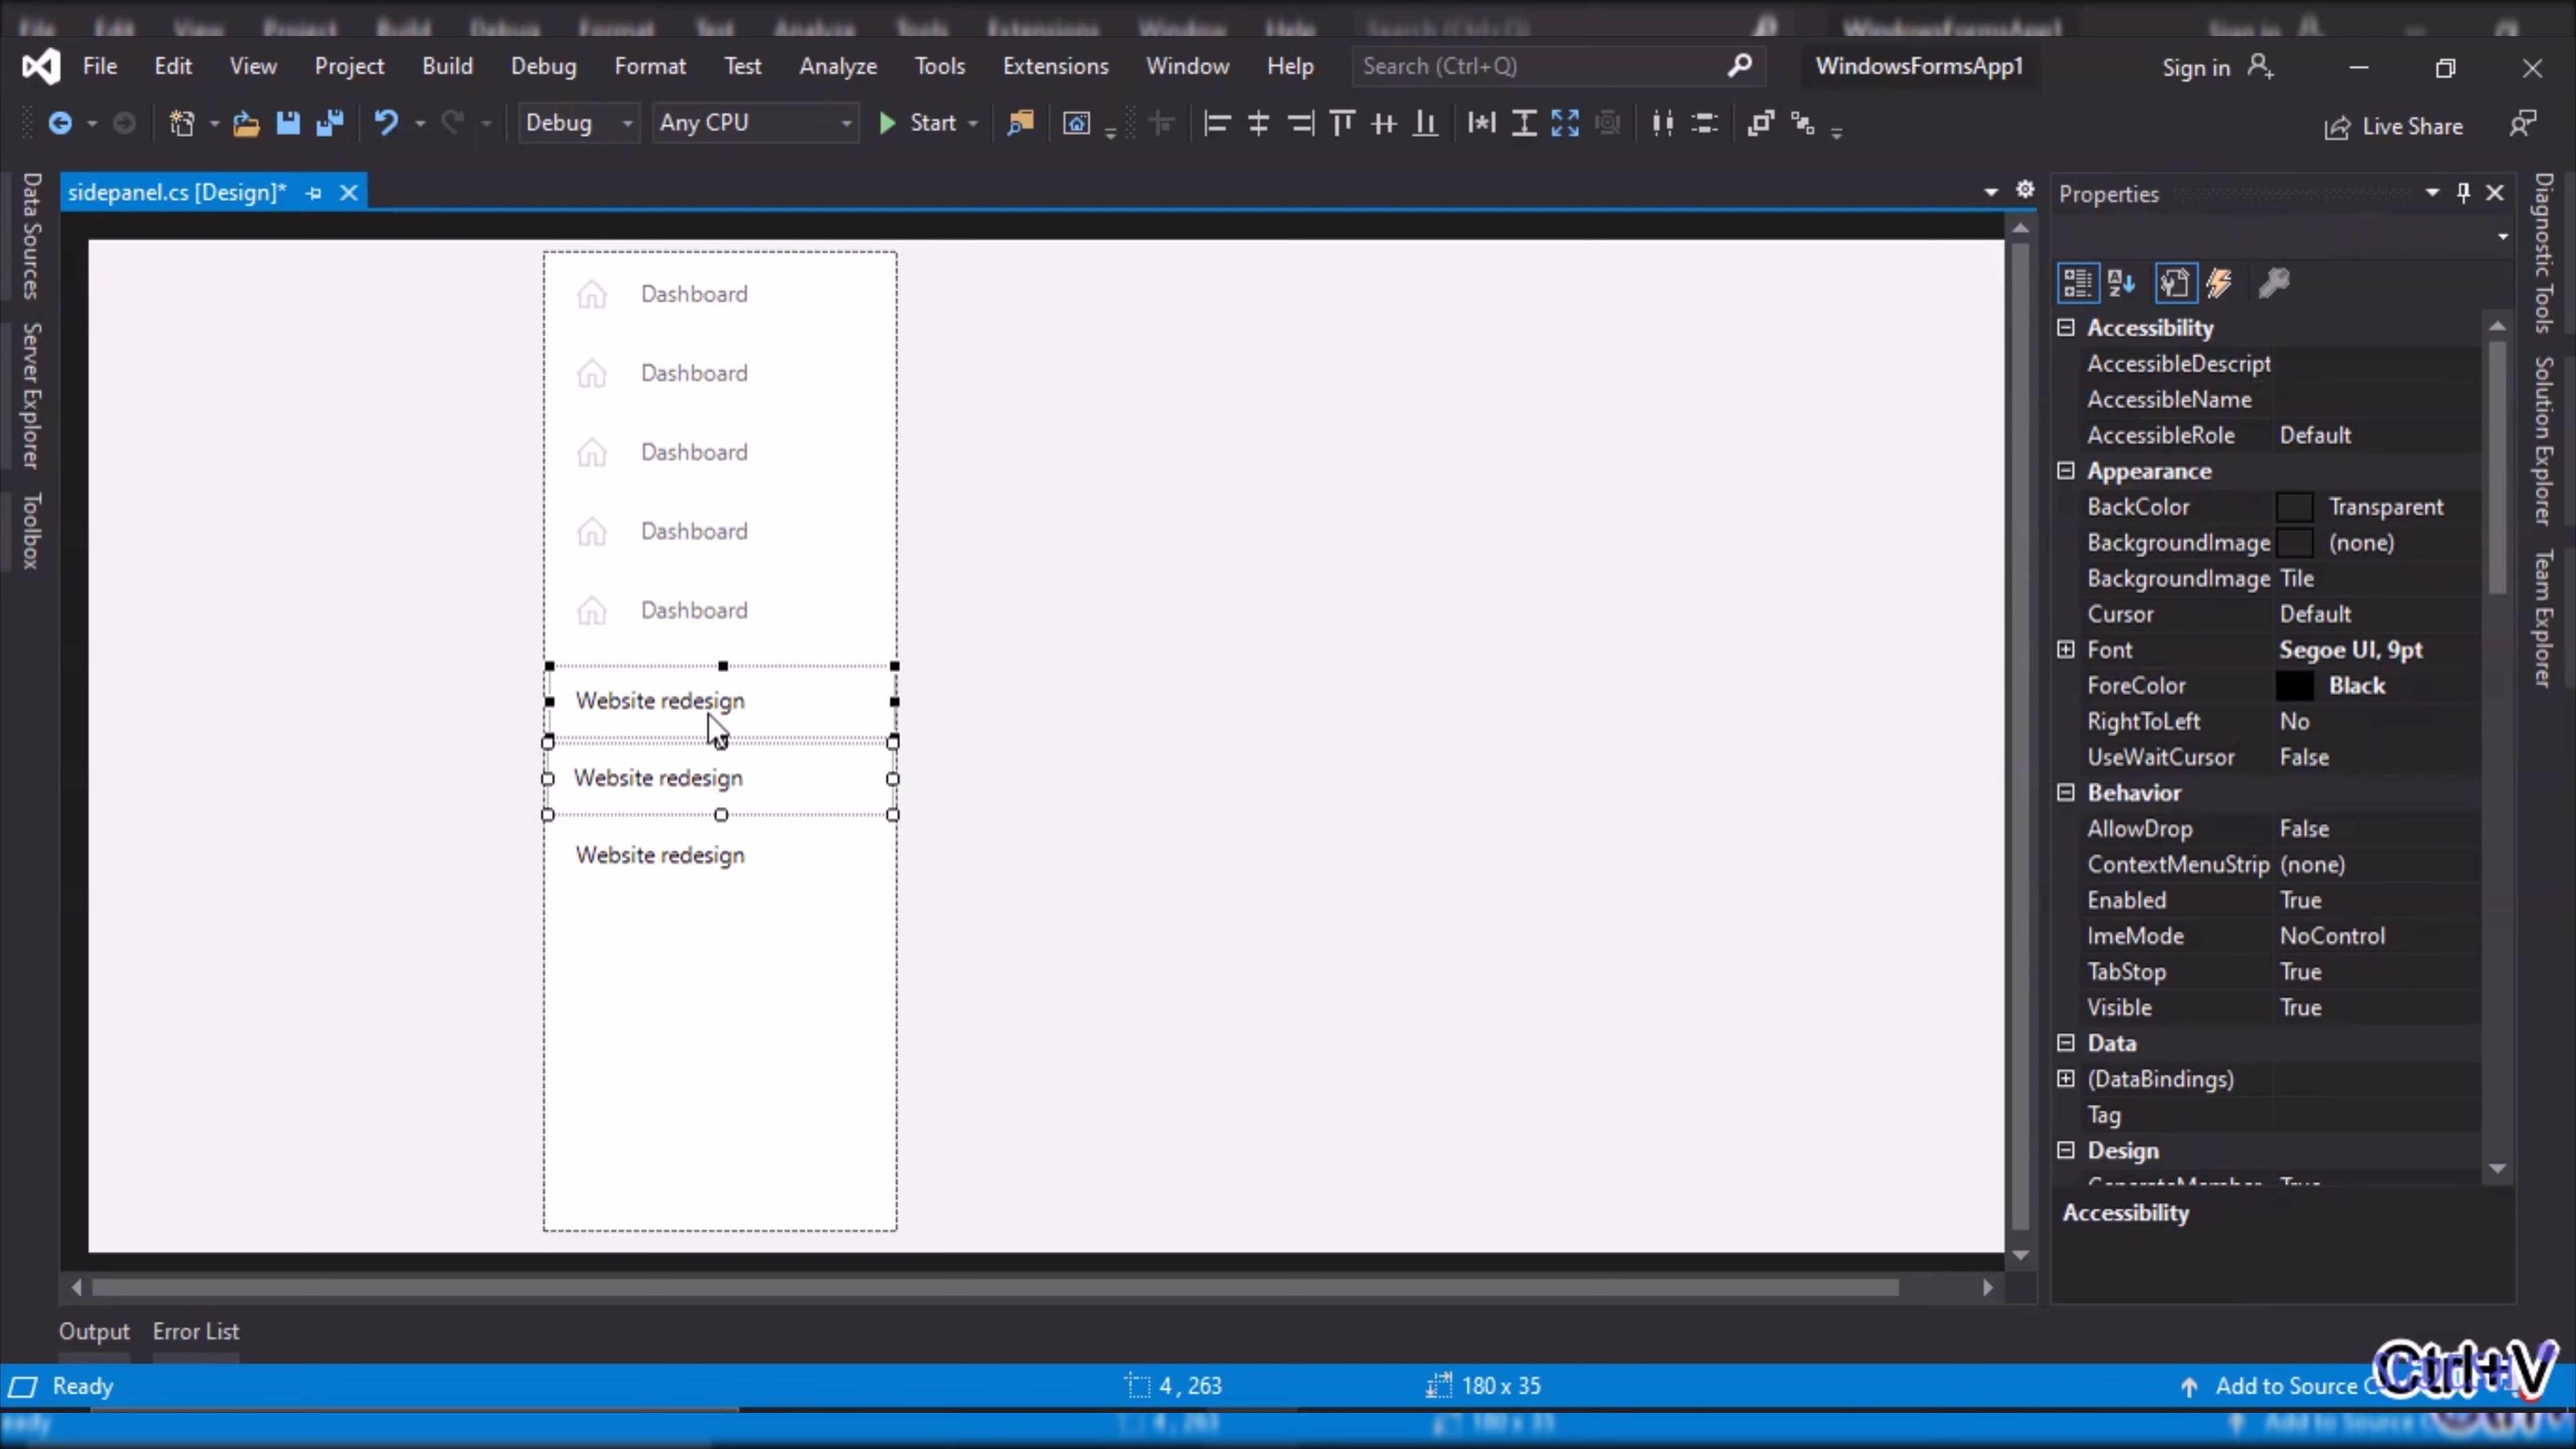 File Edit View Project Build Debug Format Test Analyze Tools Extensions Window Help Search (Ctrl+Q) WindowsFormsApp1 Sign in
Debug Any CPU Start Live Share
sidepanel.cs [Design]*
Data Sources
Server Explorer
Toolbox
Dashboard
Dashboard
Dashboard
Dashboard
Dashboard
Website redesign
Website redesign
Website redesign
Properties
Accessibility
AccessibleDescript
AccessibleName
AccessibleRole Default
Appearance
BackColor Transparent
BackgroundImage (none)
BackgroundImage Tile
Cursor Default
Font Segoe UI, 9pt
ForeColor Black
RightToLeft No
UseWaitCursor False
Behavior
AllowDrop False
ContextMenuStrip (none)
Enabled True
ImeMode NoControl
TabStop True
Visible True
Data
(DataBindings)
Tag
Design
Accessibility
Diagnostic Tools
Solution Explorer
Team Explorer
Output Error List
Ready 4 , 263 180 x 35 Add to Source C
Ctrl+V